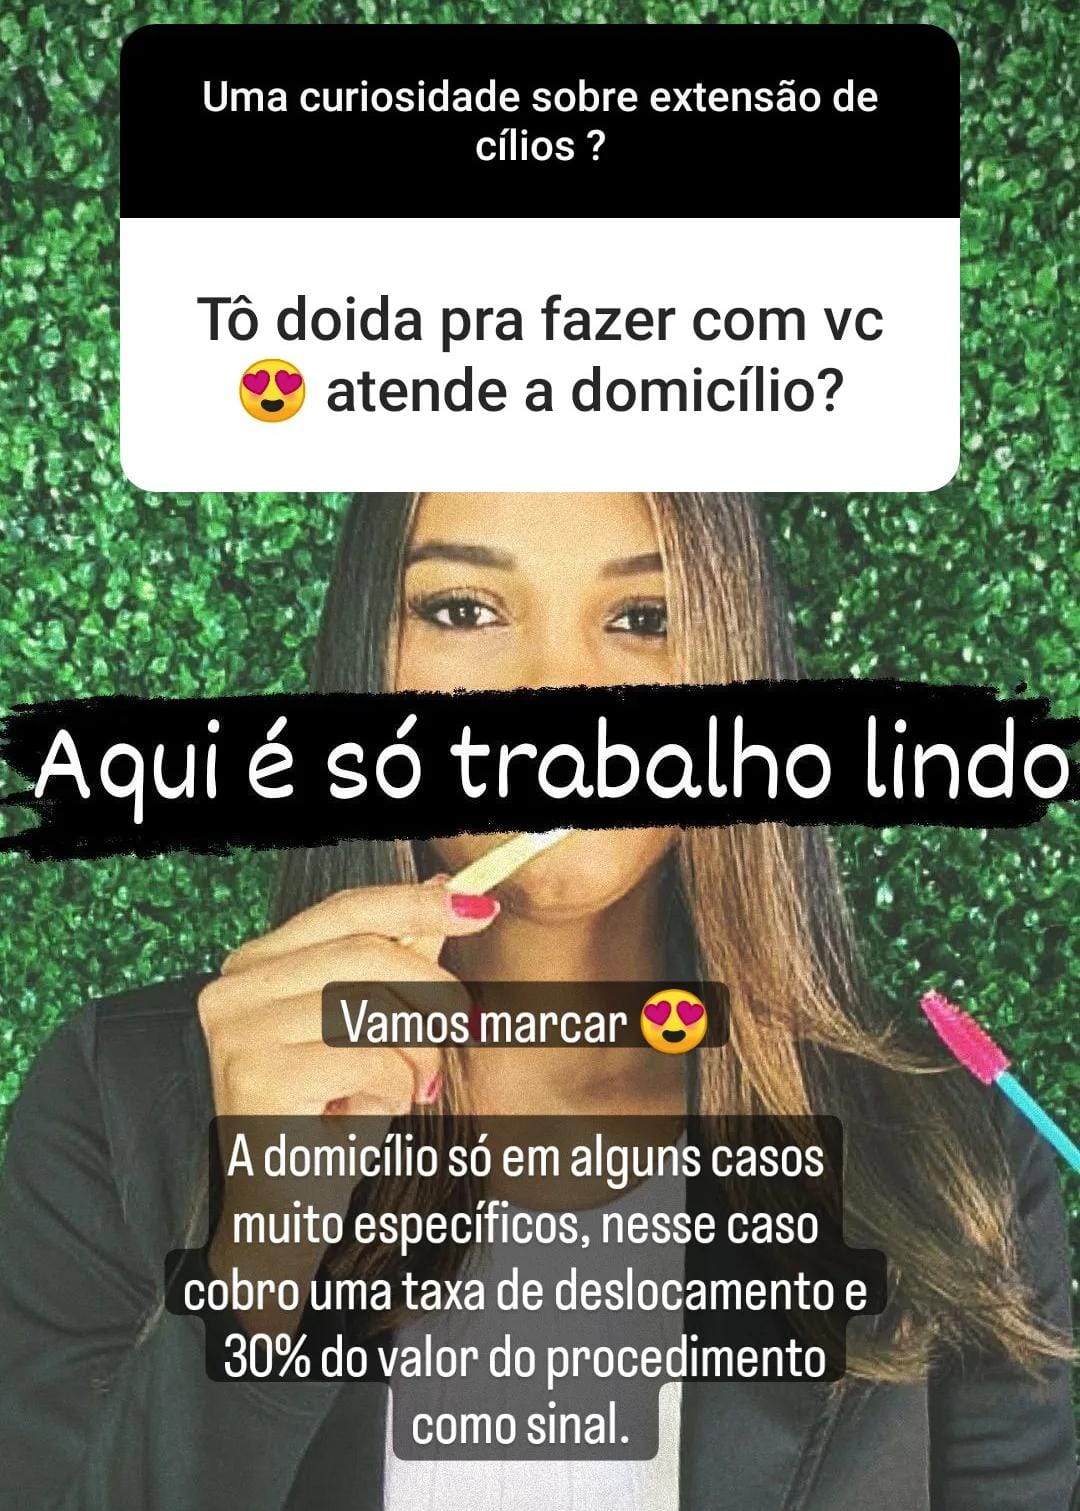 Uma curiosidade sobre extensão de
cílios ?
Tô doida pra fazer com vc
😍 atende a domicílio?
Aqui é só trabalho lindo
Vamos marcar 😍
A domicílio só em alguns casos
muito específicos, nesse caso
cobro uma taxa de deslocamento e
30% do valor do procedimento
como sinal.